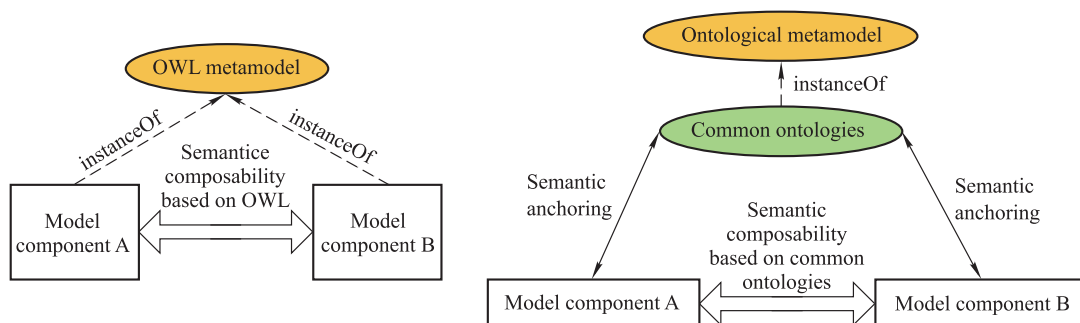 OWL metamodel
instanceOf
instanceOf
Semantice
composability
based on OWL
Model
component A
Model
component B
Ontological metamodel
instanceOf
Common ontologies
Semantic
anchoring
Semantic
anchoring
Semantic
composability
based on common
ontologies
Model component A
Model component B